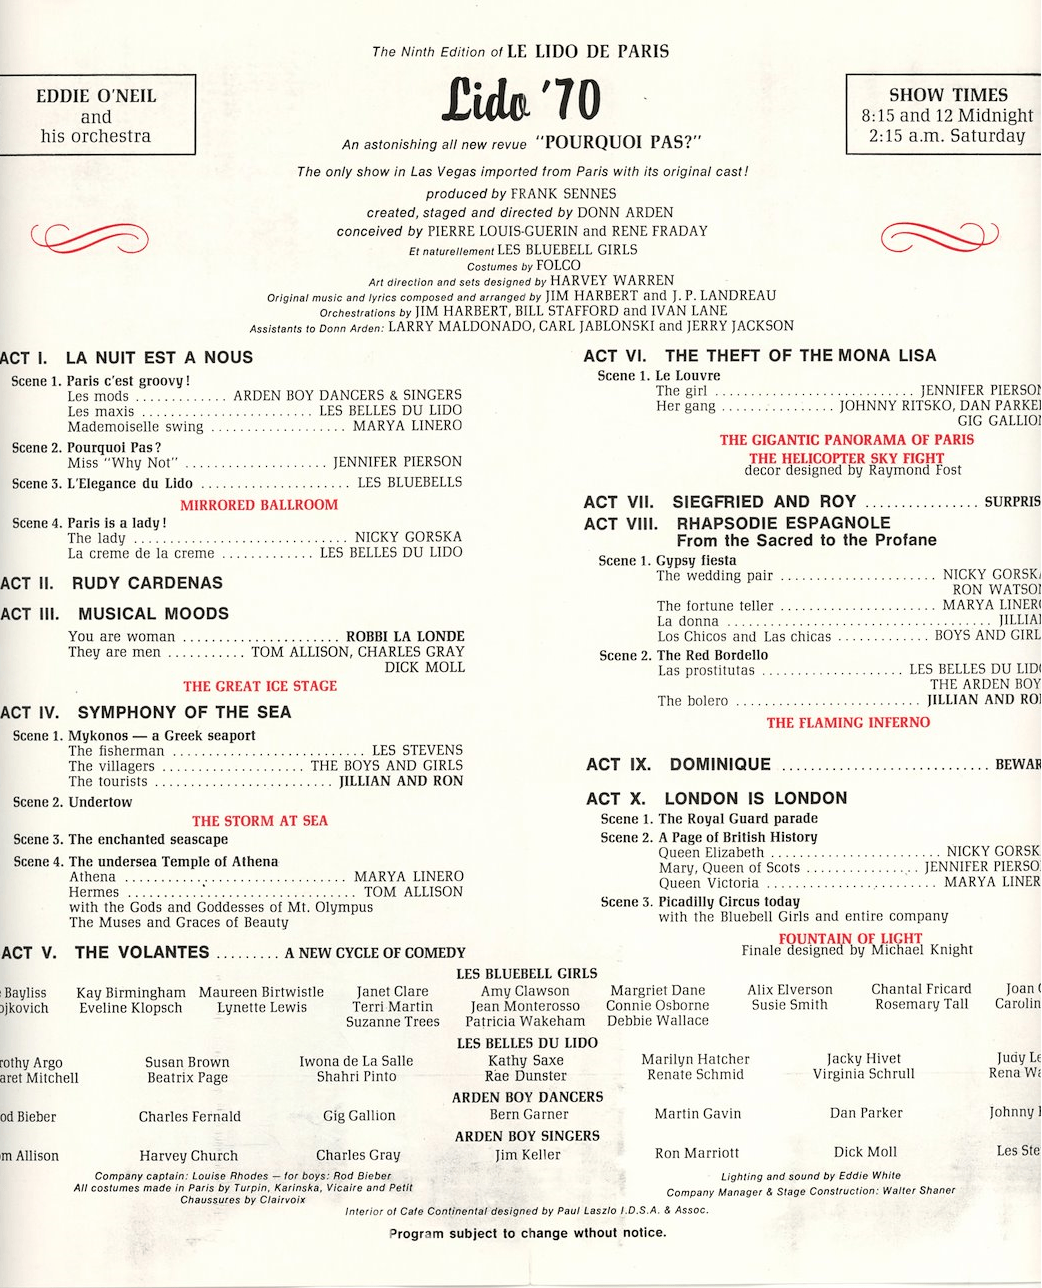 The Ninth Edition of LE LIDO DE PARIS
EDDIE O'NEIL
and
his orchestra
Lido '70
SHOW TIMES
8:15 and 12 Midnight
2:15 a.m. Saturday
An astonishing all new revue "POURQUOI PAS?"
The only show in Las Vegas imported from Paris with its original cast!
produced by FRANK SENNES
created, staged and directed by DONN ARDEN
conceived by PIERRE LOUIS-GUERIN and RENE FRADAY
Et naturellement LES BLUEBELL GIRLS
Costumes by FOLCO
Art direction and sets designed by HARVEY WARREN
Original music and lyrics composed and arranged by JIM HARBERT and J. P. LANDREAU
Orchestrations by JIM HARBERT, BILL STAFFORD and IVAN LANE
Assistants to Donn Arden: LARRY MALDONADO, CARL JABLONSKI and JERRY JACKSON
ACT I. LA NUIT EST A NOUS
Scene 1. Paris c'est groovy!
Les mods ............. ARDEN BOY DANCERS & SINGERS
Les maxis ......................... LES BELLES DU LIDO
Mademoiselle swing ................... MARYA LINERO
Scene 2. Pourquoi Pas?
Miss "Why Not" .................... JENNIFER PIERSON
Scene 3. L'Elegance du Lido ..................... LES BLUEBELLS
MIRRORED BALLROOM
Scene 4. Paris is a lady!
The lady .............................. NICKY GORSKA
La creme de la creme ............. LES BELLES DU LIDO
ACT II. RUDY CARDENAS
ACT III. MUSICAL MOODS
You are woman ...................... ROBBI LA LONDE
They are men ........... TOM ALLISON, CHARLES GRAY
DICK MOLL
THE GREAT ICE STAGE
ACT IV. SYMPHONY OF THE SEA
Scene 1. Mykonos — a Greek seaport
The fisherman ........................... LES STEVENS
The villagers .................... THE BOYS AND GIRLS
The tourists ......................... JILLIAN AND RON
Scene 2. Undertow
THE STORM AT SEA
Scene 3. The enchanted seascape
Scene 4. The undersea Temple of Athena
Athena ................................ MARYA LINERO
Hermes ................................. TOM ALLISON
with the Gods and Goddesses of Mt. Olympus
The Muses and Graces of Beauty
ACT V. THE VOLANTES ......... A NEW CYCLE OF COMEDY
ACT VI. THE THEFT OF THE MONA LISA
Scene 1. Le Louvre
The girl ............................ JENNIFER PIERSON
Her gang ................ JOHNNY RITSKO, DAN PARKE
GIG GALLION
THE GIGANTIC PANORAMA OF PARIS
THE HELICOPTER SKY FIGHT
decor designed by Raymond Fost
ACT VII. SIEGFRIED AND ROY ................ SURPRIS
ACT VIII. RHAPSODIE ESPAGNOLE
From the Sacred to the Profane
Scene 1. Gypsy fiesta
The wedding pair ...................... NICKY GORSKA
RON WATSON
The fortune teller ...................... MARYA LINERO
La donna ..................................... JILLIAN
Los Chicos and Las chicas ............. BOYS AND GIRL
Scene 2. The Red Bordello
Las prostitutas .................... LES BELLES DU LIDO
THE ARDEN BOY
The bolero .......................... JILLIAN AND RO
THE FLAMING INFERNO
ACT IX. DOMINIQUE .............................. BEWAR
ACT X. LONDON IS LONDON
Scene 1. The Royal Guard parade
Scene 2. A Page of British History
Queen Elizabeth ........................ NICKY GORSK
Mary, Queen of Scots ................ JENNIFER PIERSO
Queen Victoria ........................ MARYA LINER
Scene 3. Picadilly Circus today
with the Bluebell Girls and entire company
FOUNTAIN OF LIGHT
Finale designed by Michael Knight
LES BLUEBELL GIRLS
Bayliss Kay Birmingham Maureen Birtwistle Janet Clare Amy Clawson Margriet Dane Alix Elverson Chantal Fricard Joan
ojkovich Eveline Klopsch Lynette Lewis Terri Martin Jean Monterosso Connie Osborne Susie Smith Rosemary Tall Carolin
Suzanne Trees Patricia Wakeham Debbie Wallace
LES BELLES DU LIDO
rothy Argo Susan Brown Iwona de La Salle Kathy Saxe Marilyn Hatcher Jacky Hivet Judy Le
aret Mitchell Beatrix Page Shahri Pinto Rae Dunster Renate Schmid Virginia Schrull Rena Wa
ARDEN BOY DANCERS
od Bieber Charles Fernald Gig Gallion Bern Garner Martin Gavin Dan Parker Johnny
ARDEN BOY SINGERS
m Allison Harvey Church Charles Gray Jim Keller Ron Marriott Dick Moll Les Ste
Company captain: Louise Rhodes — for boys: Rod Bieber
All costumes made in Paris by Turpin, Karinska, Vicaire and Petit
Chaussures by Clairvoix
Lighting and sound by Eddie White
Company Manager & Stage Construction: Walter Shaner
Interior of Cafe Continental designed by Paul Laszlo I.D.S.A. & Assoc.
Program subject to change wthout notice.